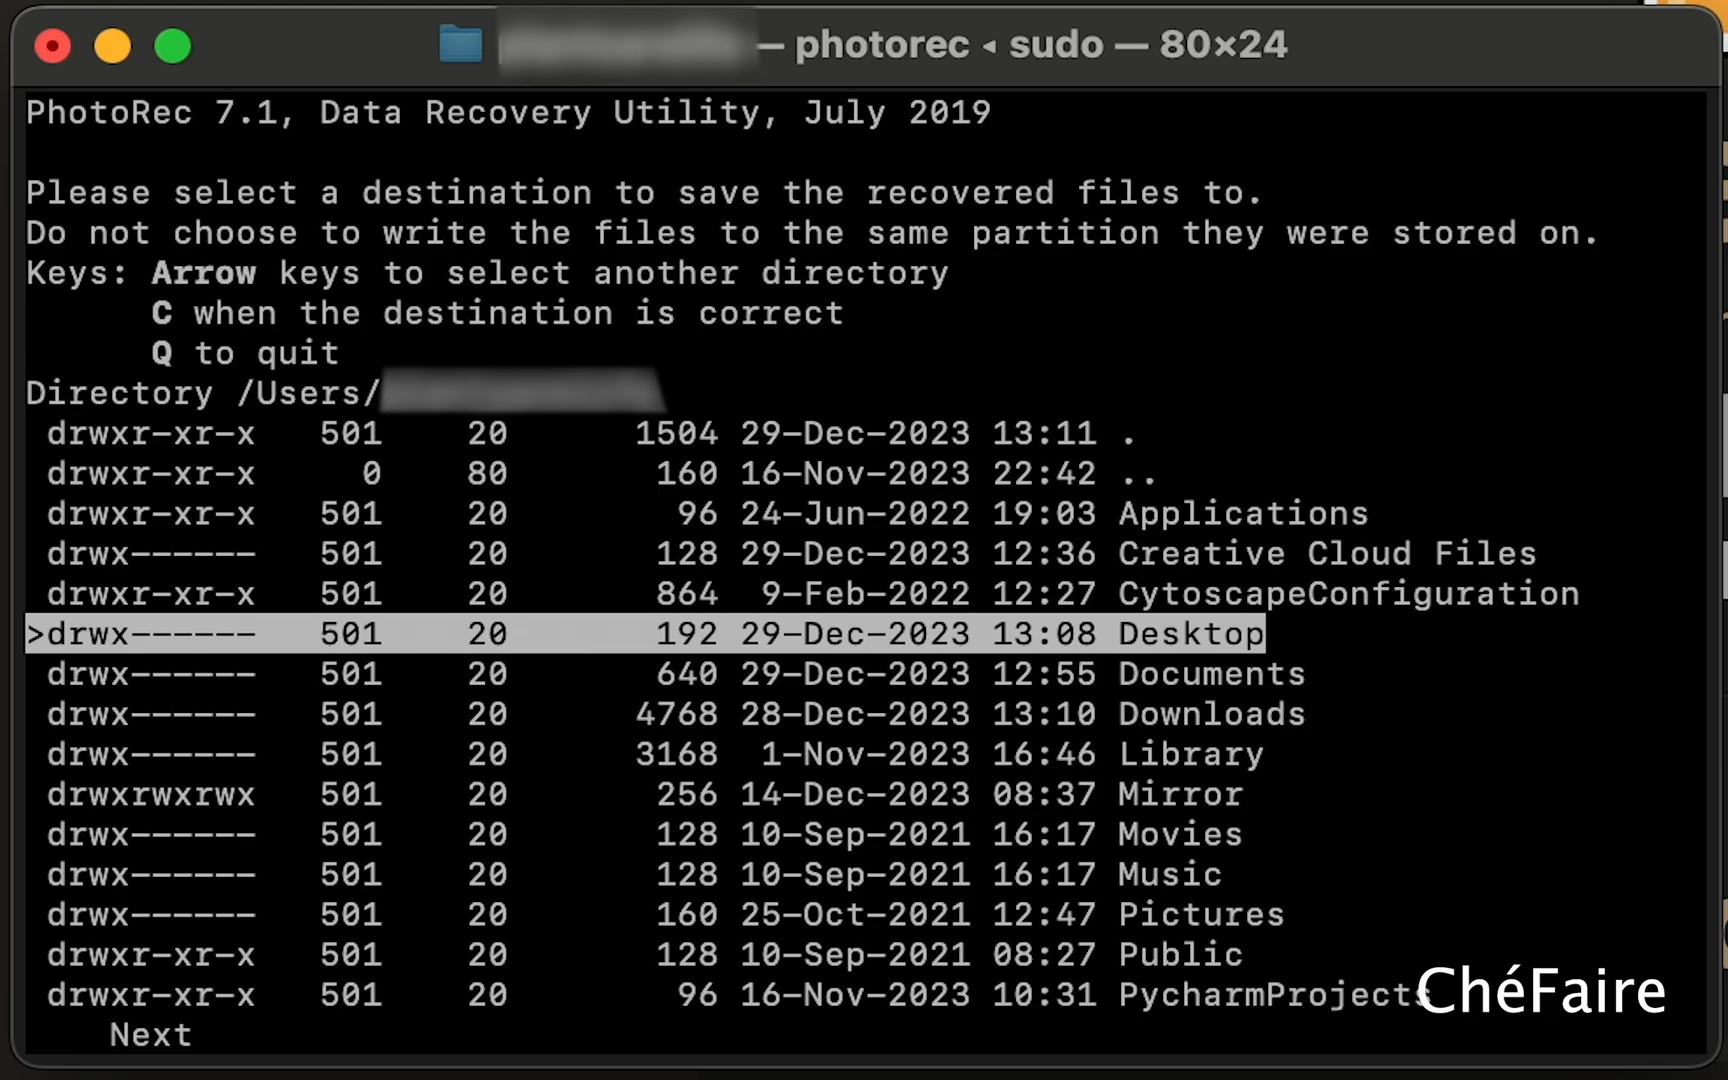 — photorec ◂ sudo — 80×24
PhotoRec 7.1, Data Recovery Utility, July 2019
Please select a destination to save the recovered files to.
Do not choose to write the files to the same partition they were stored on.
Keys: Arrow keys to select another directory
C when the destination is correct
Q to quit
Directory /Users/
drwxr-xr-x 501 20 1504 29-Dec-2023 13:11 .
drwxr-xr-x 0 80 160 16-Nov-2023 22:42 ..
drwxr-xr-x 501 20 96 24-Jun-2022 19:03 Applications
drwx------ 501 20 128 29-Dec-2023 12:36 Creative Cloud Files
drwxr-xr-x 501 20 864 9-Feb-2022 12:27 CytoscapeConfiguration
>drwx------ 501 20 192 29-Dec-2023 13:08 Desktop
drwx------ 501 20 640 29-Dec-2023 12:55 Documents
drwx------ 501 20 4768 28-Dec-2023 13:10 Downloads
drwx------ 501 20 3168 1-Nov-2023 16:46 Library
drwxrwxrwx 501 20 256 14-Dec-2023 08:37 Mirror
drwx------ 501 20 128 10-Sep-2021 16:17 Movies
drwx------ 501 20 128 10-Sep-2021 16:17 Music
drwx------ 501 20 160 25-Oct-2021 12:47 Pictures
drwxr-xr-x 501 20 128 10-Sep-2021 08:27 Public
drwxr-xr-x 501 20 96 16-Nov-2023 10:31 PycharmProjects
ChéFaire
Next